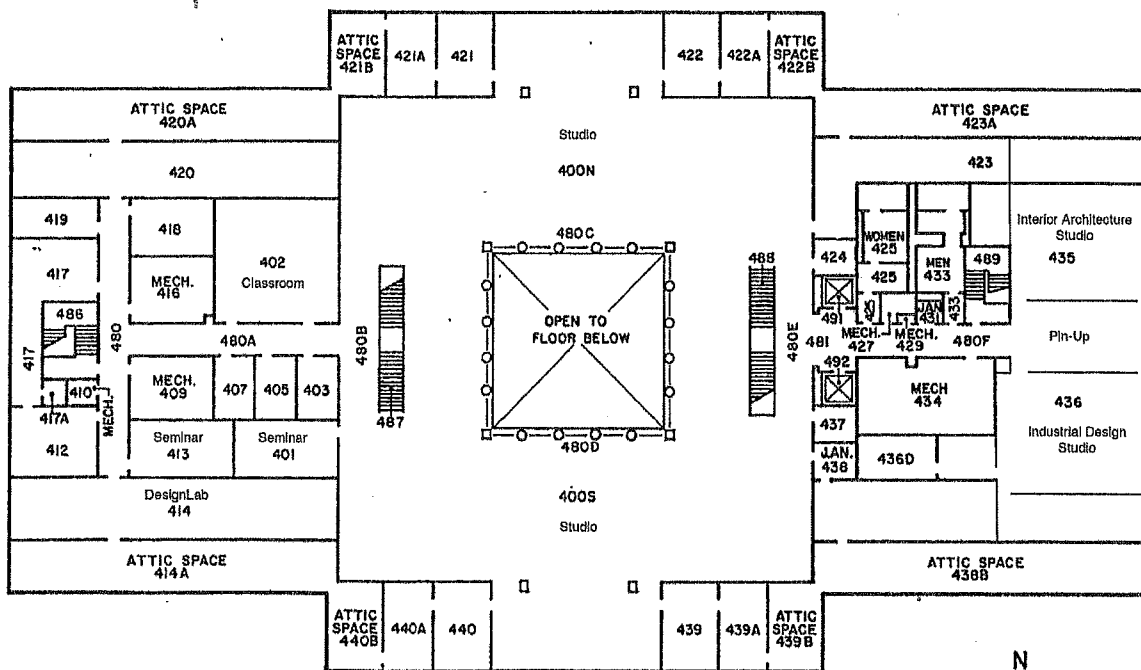 ATTIC
SPACE
421B
421A
421
422
422A
ATTIC
SPACE
422B
ATTIC SPACE
420A
ATTIC SPACE
423A
Studio
400N
420
423
419
418
402
Classroom
417
MECH.
416
480C
488
424
WOMEN
425
425
MEN
433
489
Interior Architecture
Studio
435
486
480
480A
480B
OPEN TO
FLOOR BELOW
480E
491
425
JAN.
431
433
481
MECH.
427
MECH.
429
480F
Pin-Up
417
410
MECH.
417A
MECH.
409
407
405
403
487
492
MECH
434
436
Industrial Design
Studio
412
Seminar
413
Seminar
401
480D
437
JAN.
438
436D
DesignLab
414
400S
Studio
ATTIC SPACE
414A
ATTIC SPACE
438B
ATTIC
SPACE
440B
440A
440
439
439A
ATTIC
SPACE
439B
N